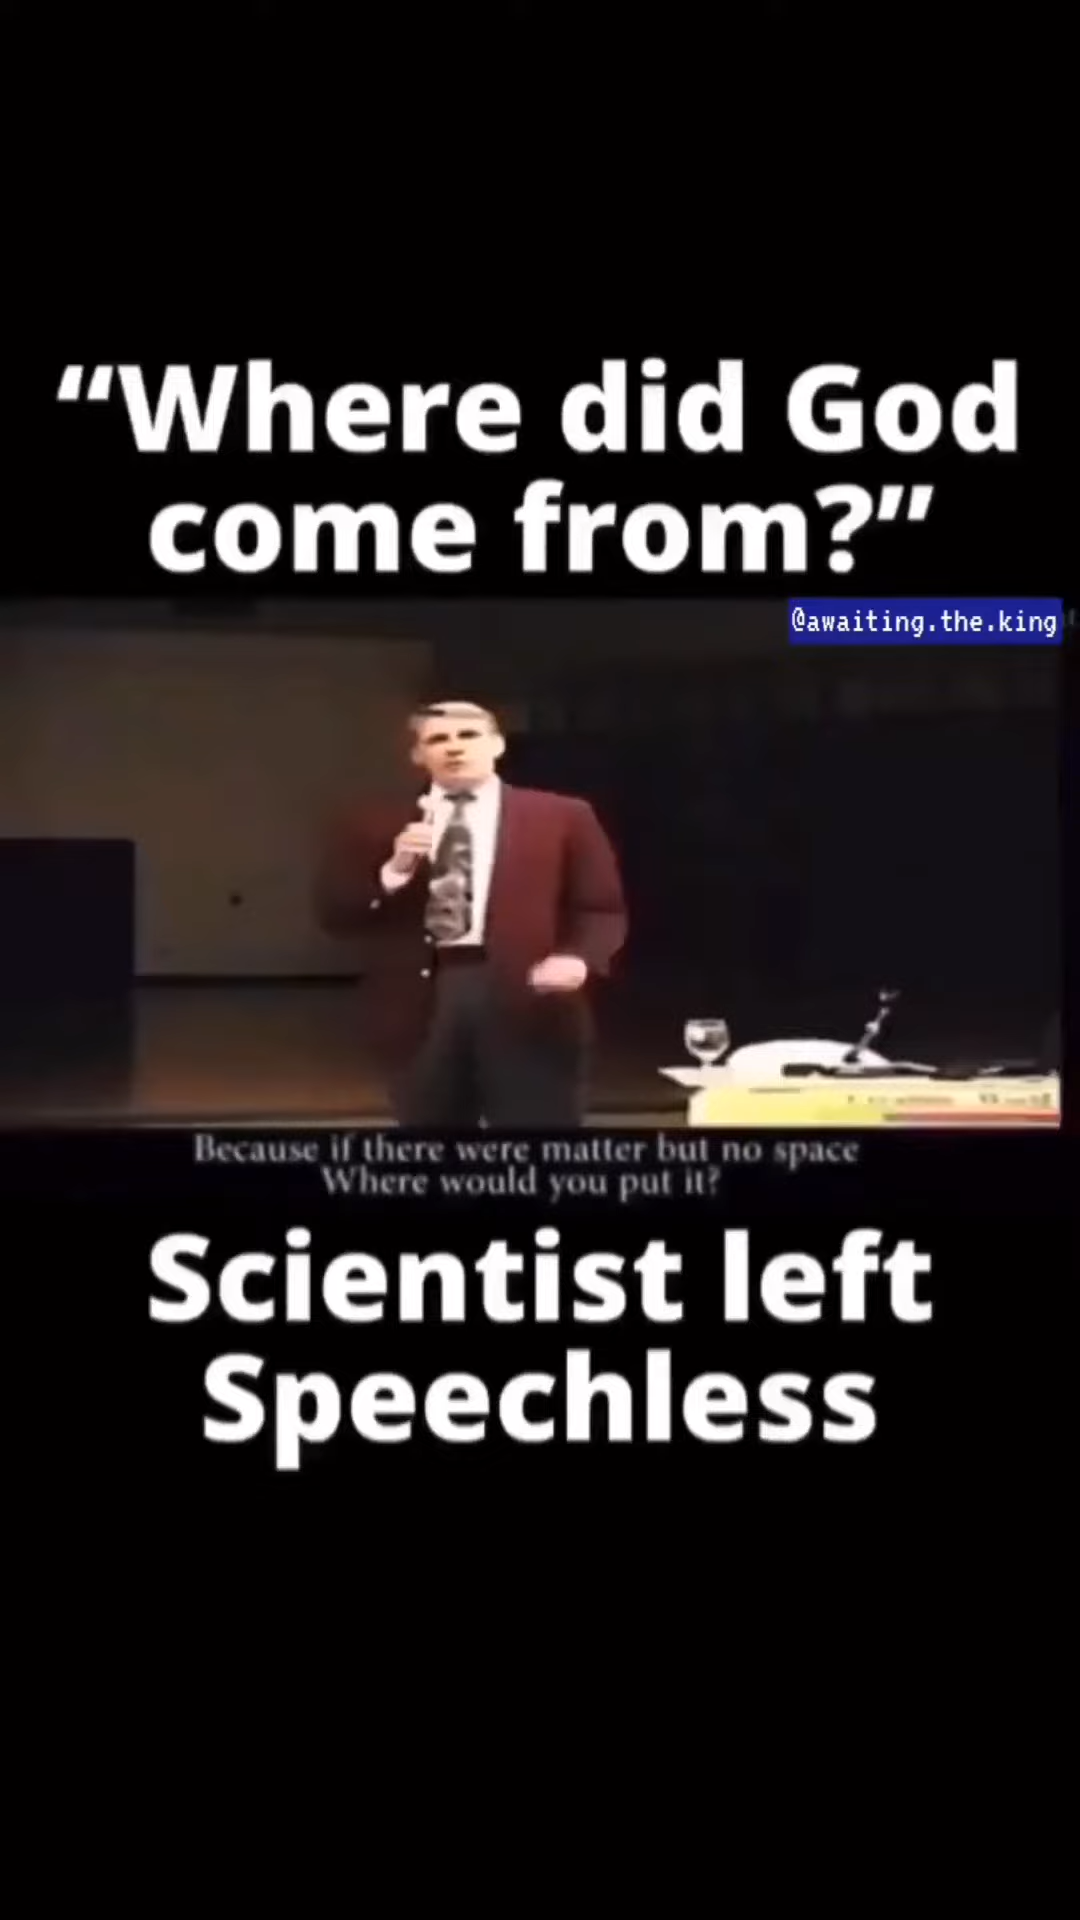 “Where did God
come from?”
@awaiting.the.king
Because if there were matter but no space
Where would you put it?
Scientist left
Speechless